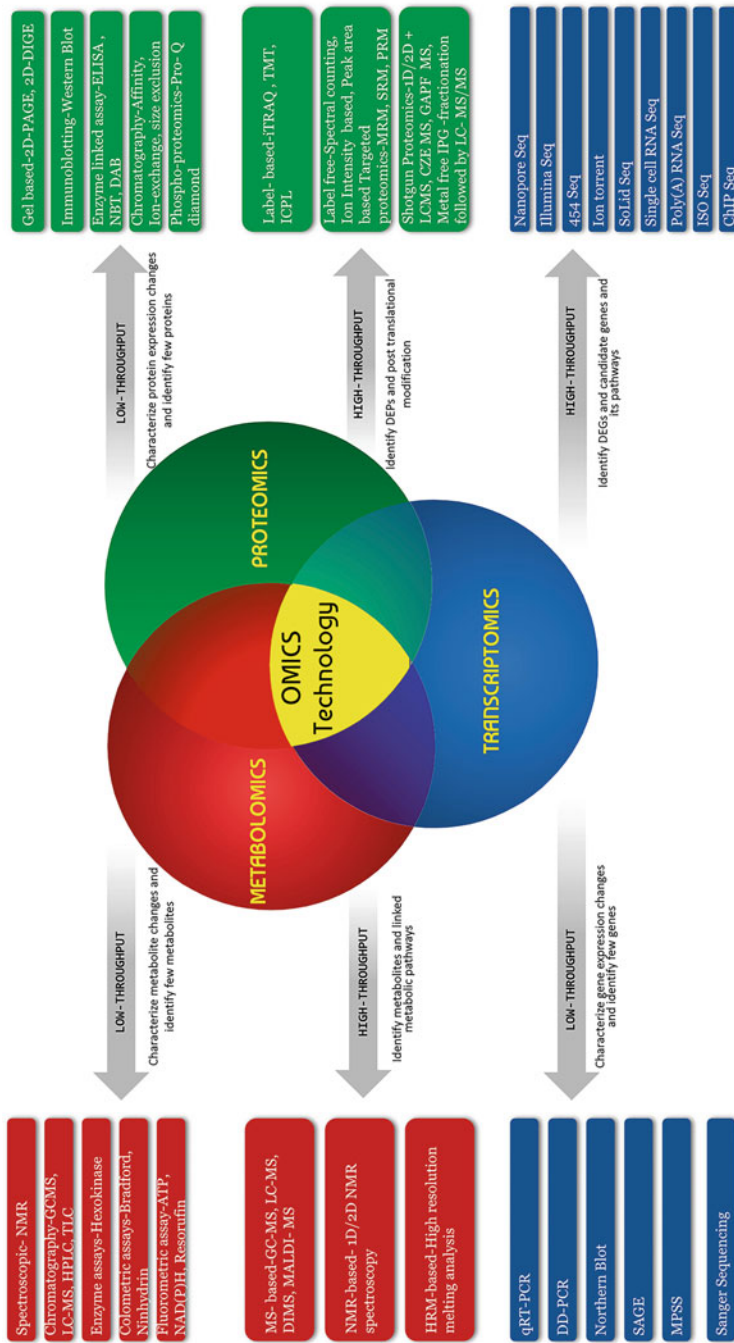 Spectroscopic- NMR
Chromatography-GCMS,
LC-MS, HPLC, TLC
Enzyme assays-Hexokinase
Colometric assays-Bradford,
Ninhydrin
Fluorometric assay-ATP,
NAD(P)H, Resorufin
MS- based-GC-MS, LC-MS,
DIMS, MALDI- MS
NMR-based- 1D/2D NMR
spectroscopy
HRM-based-High resolution
melting analysis
qRT-PCR
DD-PCR
Northern Blot
SAGE
MPSS
Sanger Sequencing
LOW-THROUGHPUT
Characterize metabolite changes and
identify few metabolites
HIGH-THROUGHPUT
Identify metabolites and linked
metabolic pathways
LOW-THROUGHPUT
Characterize gene expression changes
and identify few genes
METABOLOMICS
PROTEOMICS
OMICS
Technology
TRANSCRIPTOMICS
LOW-THROUGHPUT
Characterize protein expression changes
and identify few proteins
HIGH-THROUGHPUT
Identify DEPs and post translational
modification
HIGH-THROUGHPUT
Identify DEGs and candidate genes and
its pathways
Gel based-2D-PAGE, 2D-DIGE
Immunoblotting-Western Blot
Enzyme linked assay-ELISA ,
NBT, DAB
Chromatography-Affinity,
Ion-exchange, size exclusion
Phospho-proteomics-Pro- Q
diamond
Label- based-iTRAQ , TMT,
ICPL
Label free-Spectral counting,
Ion Intensity based, Peak area
based Targeted
proteomics-MRM, SRM, PRM
Shotgun Proteomics-1D/2D +
LCMS, CZE MS, GAPF MS,
Metal free IPG -fractionation
followed by LC- MS/MS
Nanopore Seq
Illumina Seq
454 Seq
Ion torrent
SoLid Seq
Single cell RNA Seq
Poly(A) RNA Seq
ISO Seq
ChIP Seq